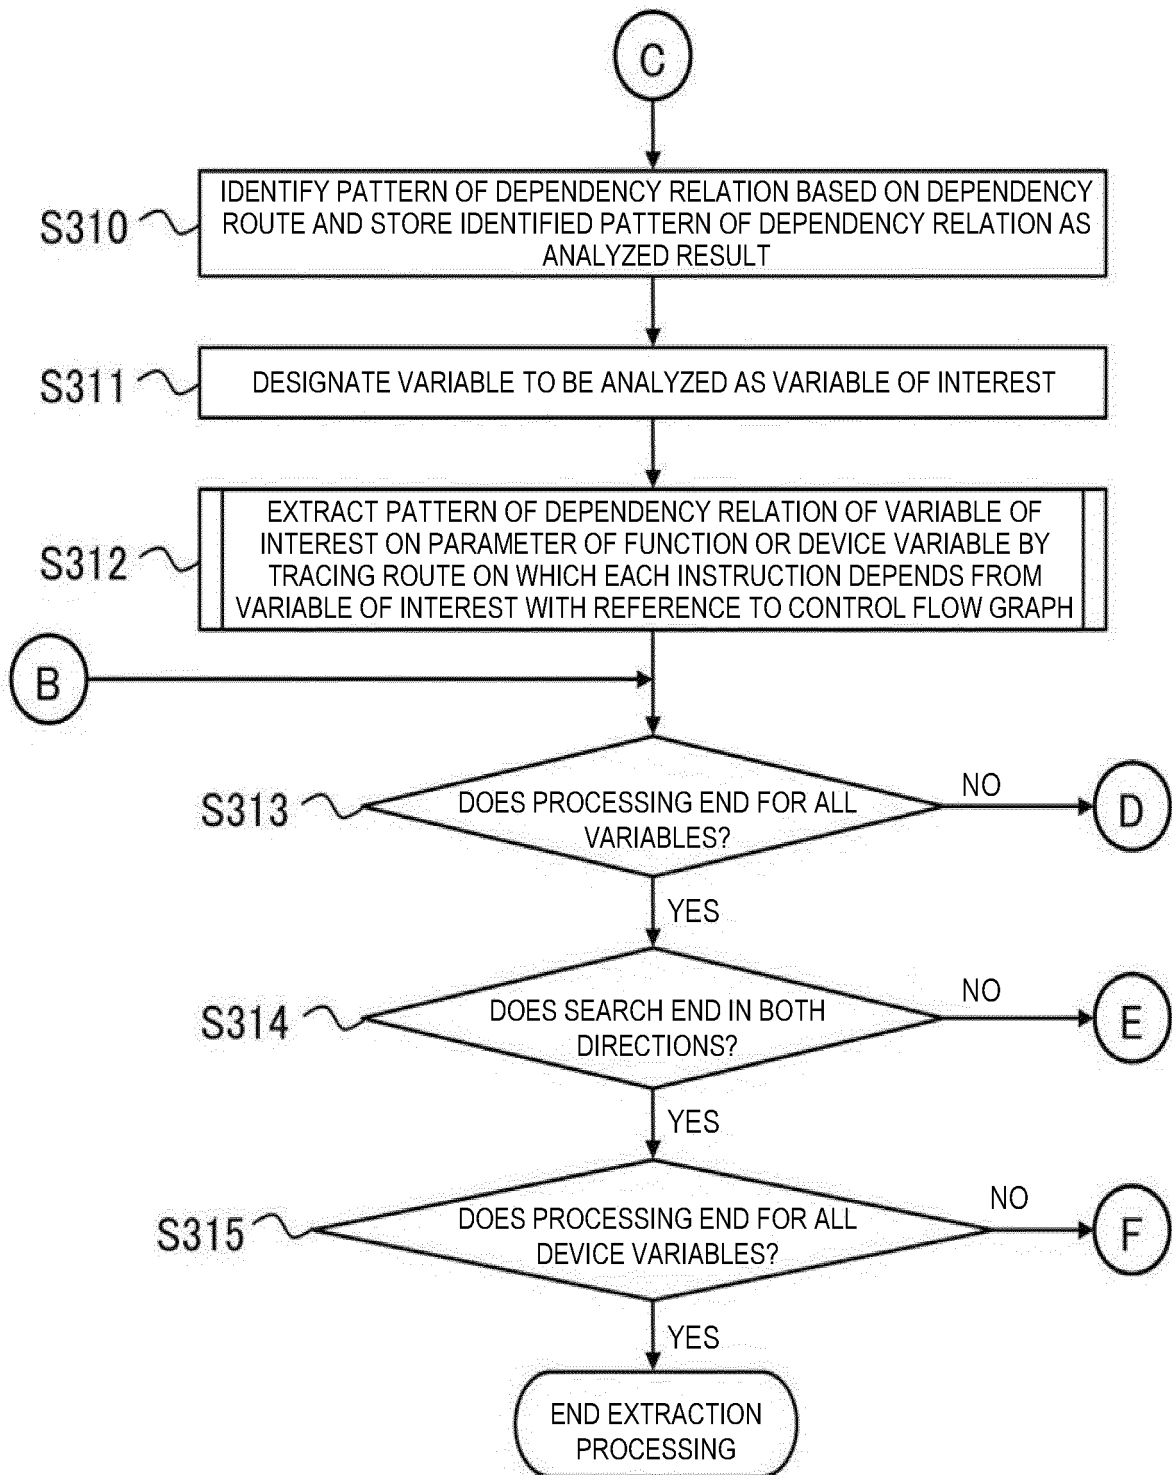 C
S310
IDENTIFY PATTERN OF DEPENDENCY RELATION BASED ON DEPENDENCY
ROUTE AND STORE IDENTIFIED PATTERN OF DEPENDENCY RELATION AS
ANALYZED RESULT
S311
DESIGNATE VARIABLE TO BE ANALYZED AS VARIABLE OF INTEREST
S312
EXTRACT PATTERN OF DEPENDENCY RELATION OF VARIABLE OF
INTEREST ON PARAMETER OF FUNCTION OR DEVICE VARIABLE BY
TRACING ROUTE ON WHICH EACH INSTRUCTION DEPENDS FROM
VARIABLE OF INTEREST WITH REFERENCE TO CONTROL FLOW GRAPH
B
S313
DOES PROCESSING END FOR ALL
VARIABLES?
NO
D
YES
S314
DOES SEARCH END IN BOTH
DIRECTIONS?
NO
E
YES
S315
DOES PROCESSING END FOR ALL
DEVICE VARIABLES?
NO
F
YES
END EXTRACTION
PROCESSING